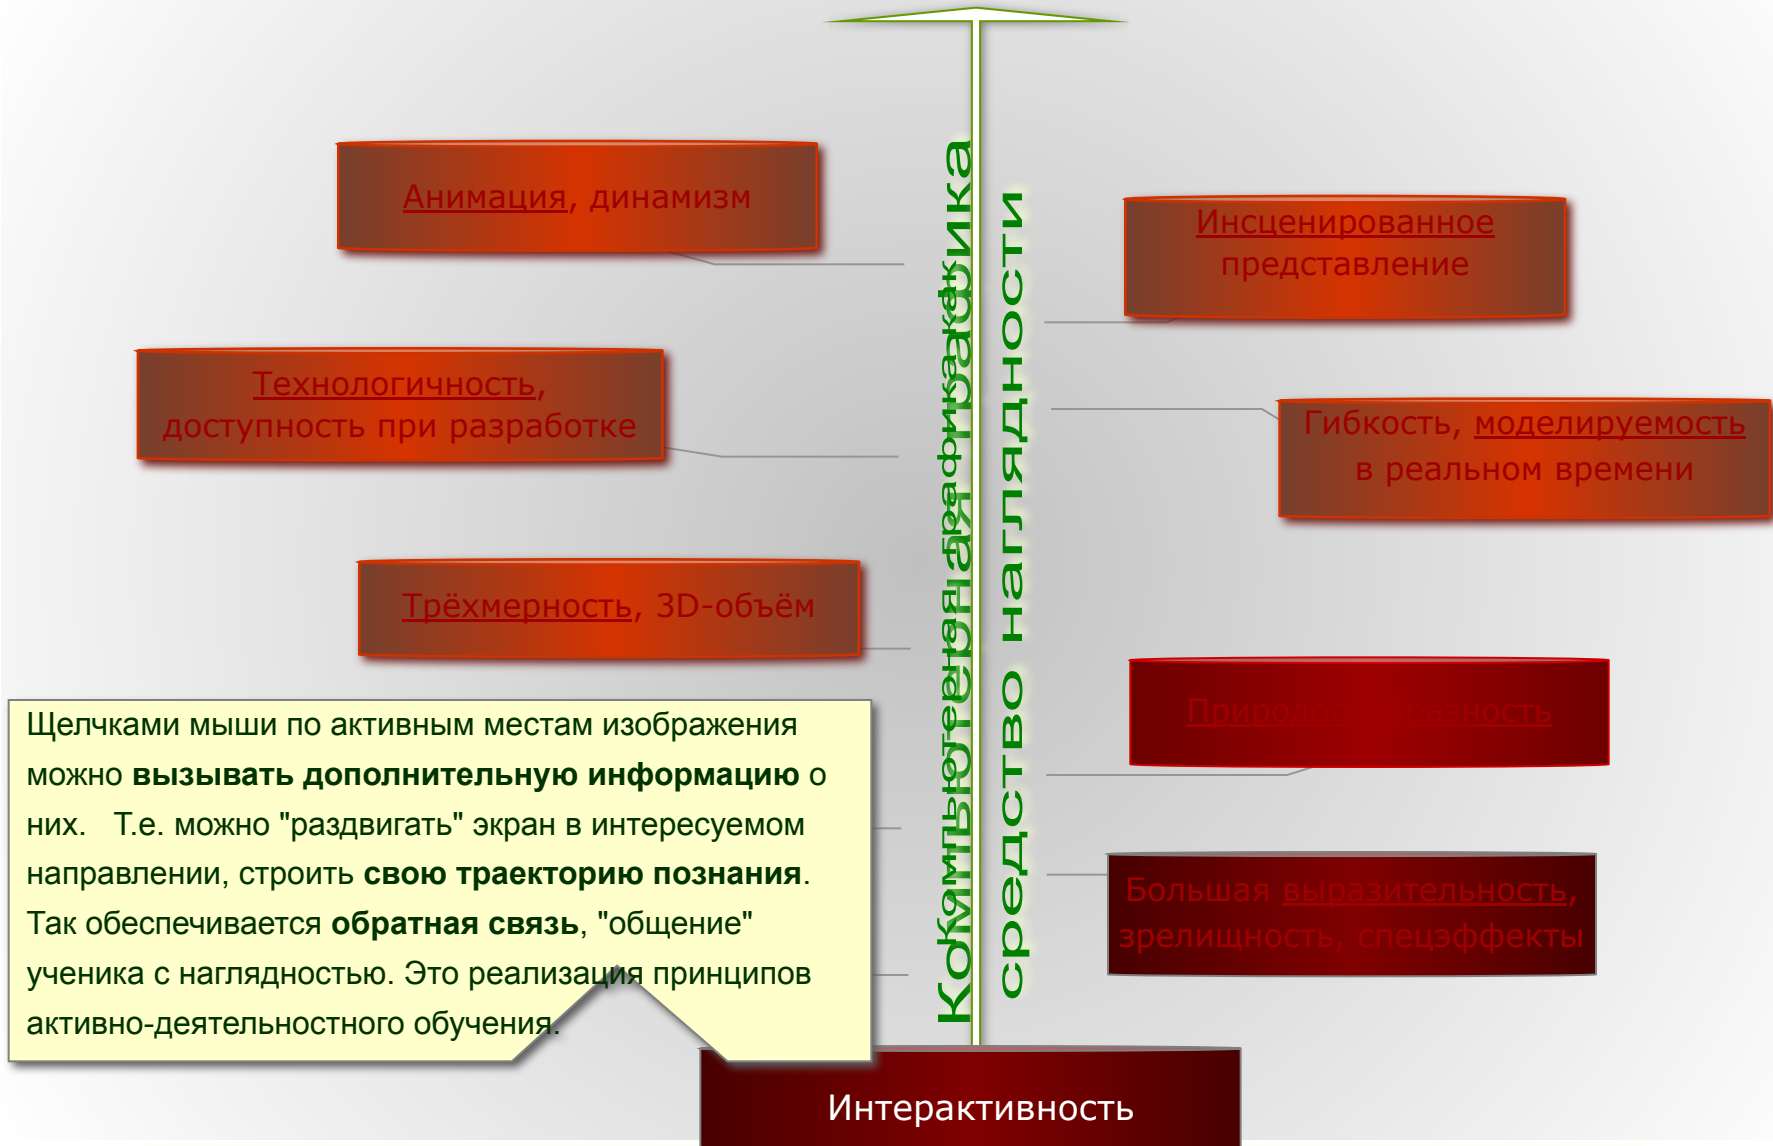 Анимация, динамизм
Инсценированное
представление
Технологичность,
доступность при разработке
Гибкость, моделируемость
в реальном времени
Трёхмерность, 3D-объём
Компьютерная графика
Компьютерная графика как
средство наглядности
Большая выразительность,
зрелищность, спецэффекты
Щелчками мыши по активным местам изображения
можно вызывать дополнительную информацию о
них. Т.е. можно "раздвигать" экран в интересуемом
направлении, строить свою траекторию познания.
Так обеспечивается обратная связь, "общение"
ученика с наглядностью. Это реализация принципов
активно-деятельностного обучения.
Интерактивность